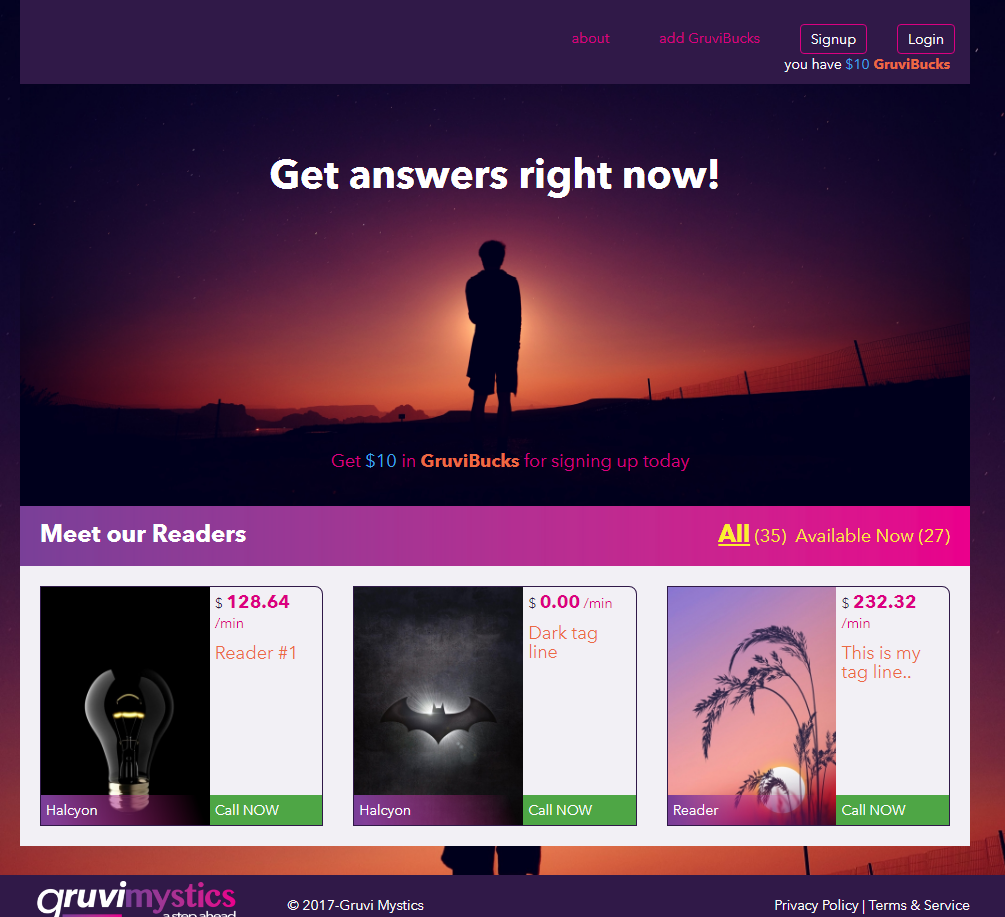 about
add GruviBucks
Signup
Login
you have $10 GruviBucks
Get answers right now!
Get $10 in GruviBucks for signing up today
Meet our Readers
All (35) Available Now (27)
$ 128.64
/min
Reader #1
Halcyon
Call NOW
$ 0.00 /min
Dark tag
line
Halcyon
Call NOW
$ 232.32
/min
This is my
tag line..
Reader
Call NOW
gruvimystics
a step ahead
© 2017-Gruvi Mystics
Privacy Policy | Terms & Service